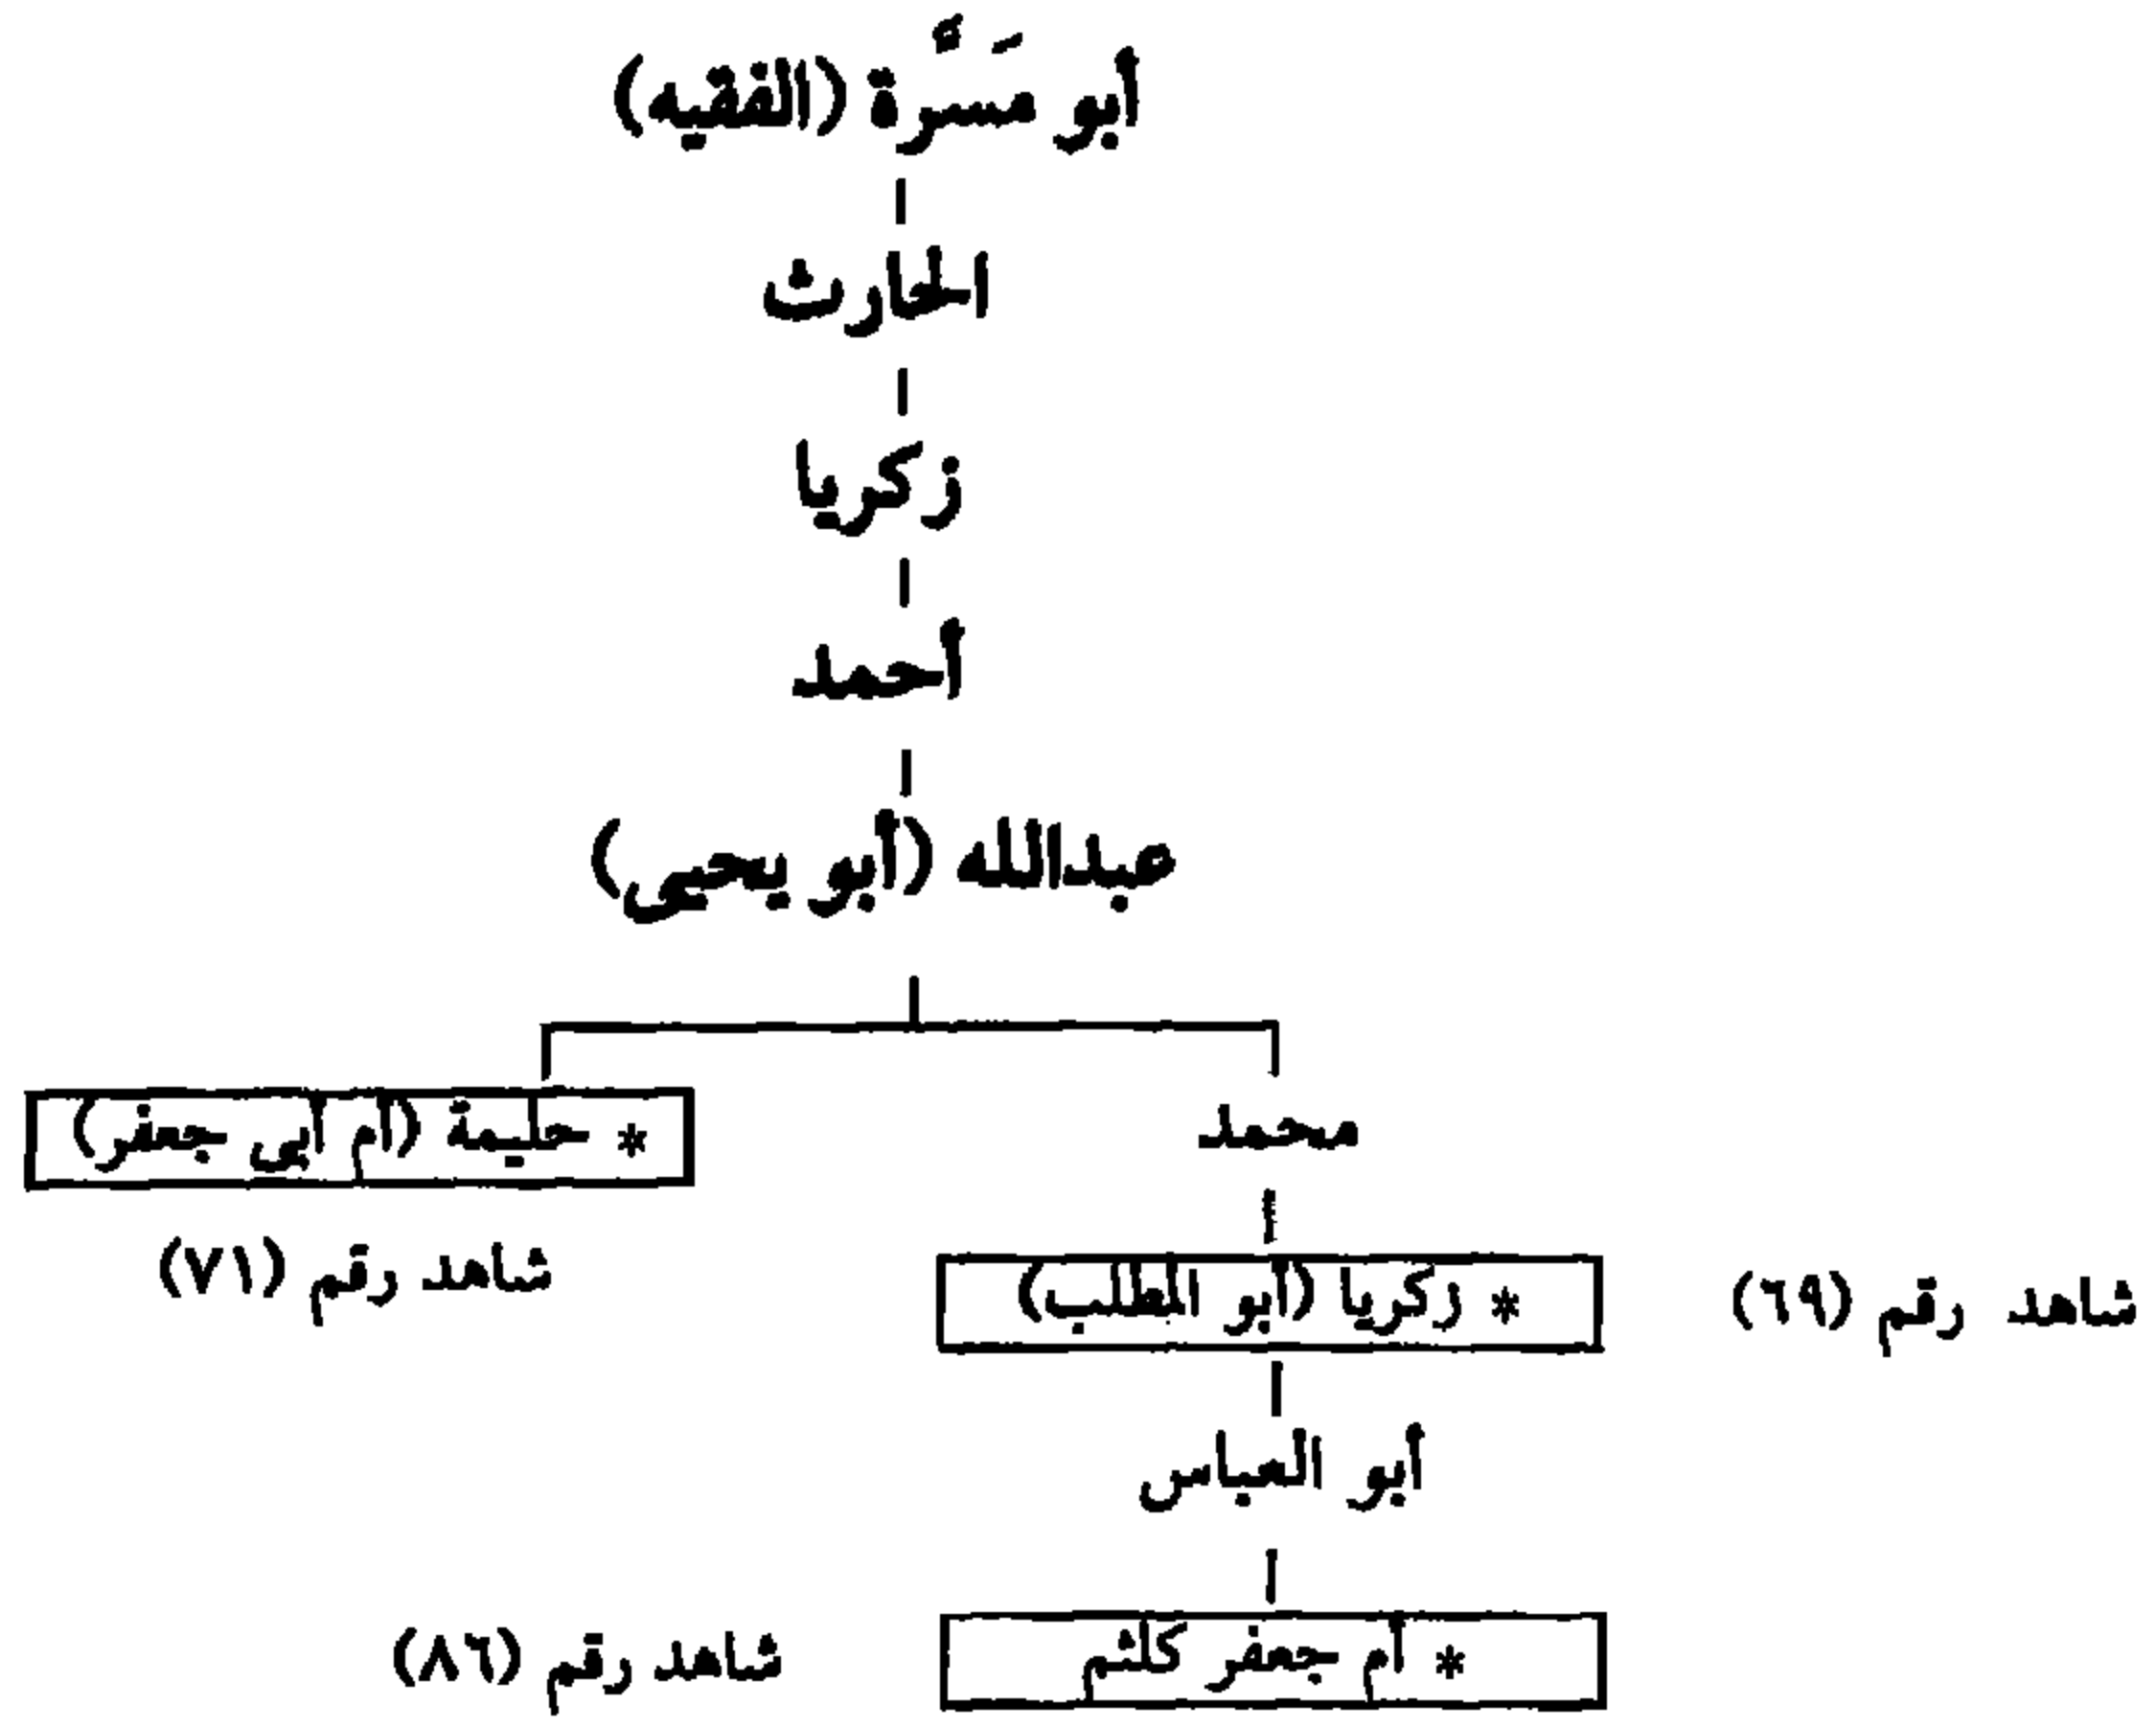 أبو مَسَرَّة (الفقيه)
الحارث
زكريا
أحمد
عبدالله (أبو يحيى)
محمد
* حليمة (أم أبي جعفر)
شاهد رقم (٧١)
* زكريا (أبو المطلب)
شاهد رقم (٦٩)
أبو العباس
* أم جعفر كلثم
شاهد رقم (٨٦)